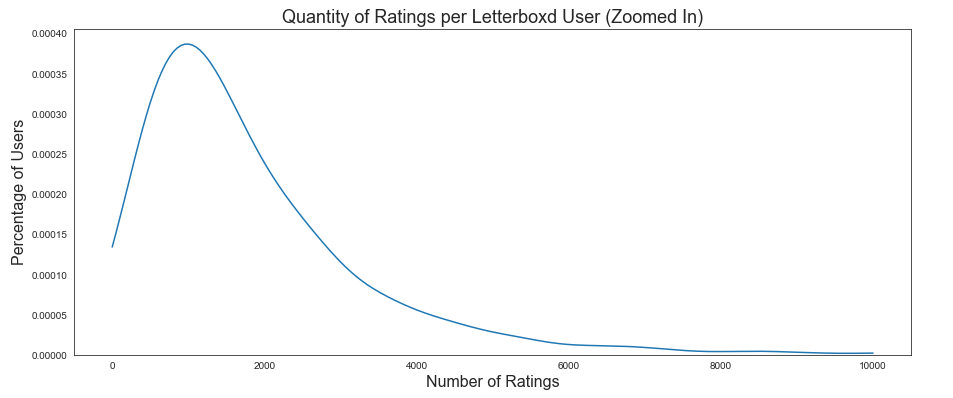 Quantity of Ratings per Letterboxd User (Zoomed In)
0.00040
0.00035
0.00030
0.00025
0.00020
0.00015
0.00010
0.00005
0.00000
Percentage of Users
0 2000 4000 6000 8000 10000
Number of Ratings